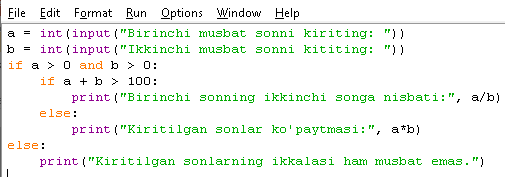 File Edit Format Run Options Window Help
a = int(input("Birinchi musbat sonni kiriting: "))
b = int(input("Ikkinchi musbat sonni kititing: "))
if a > 0 and b > 0:
    if a + b > 100:
        print("Birinchi sonning ikkinchi songa nisbati:", a/b)
    else:
        print("Kiritilgan sonlar ko'paytmasi:", a*b)
else:
    print("Kiritilgan sonlarning ikkalasi ham musbat emas.")